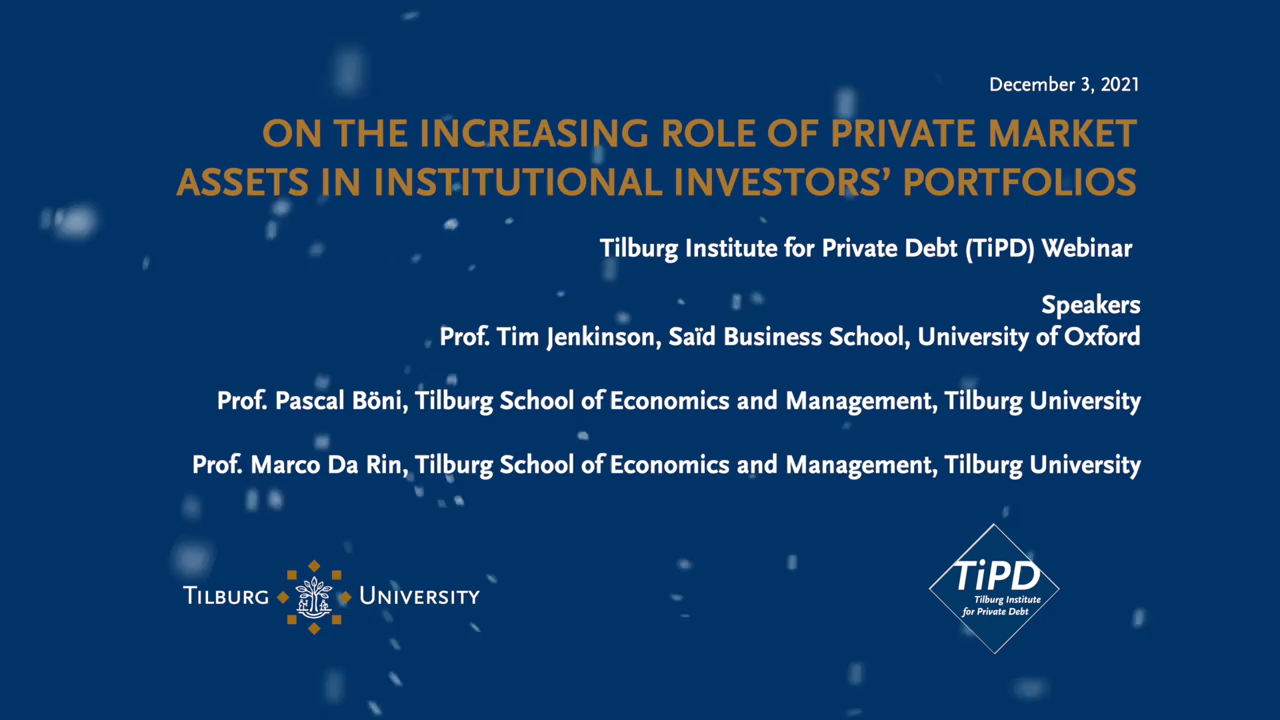 December 3, 2021
ON THE INCREASING ROLE OF PRIVATE MARKET
ASSETS IN INSTITUTIONAL INVESTORS’ PORTFOLIOS
Tilburg Institute for Private Debt (TiPD) Webinar
Speakers
Prof. Tim Jenkinson, Saïd Business School, University of Oxford
Prof. Pascal Böni, Tilburg School of Economics and Management, Tilburg University
Prof. Marco Da Rin, Tilburg School of Economics and Management, Tilburg University
TILBURG UNIVERSITY
TiPD
Tilburg Institute
for Private Debt